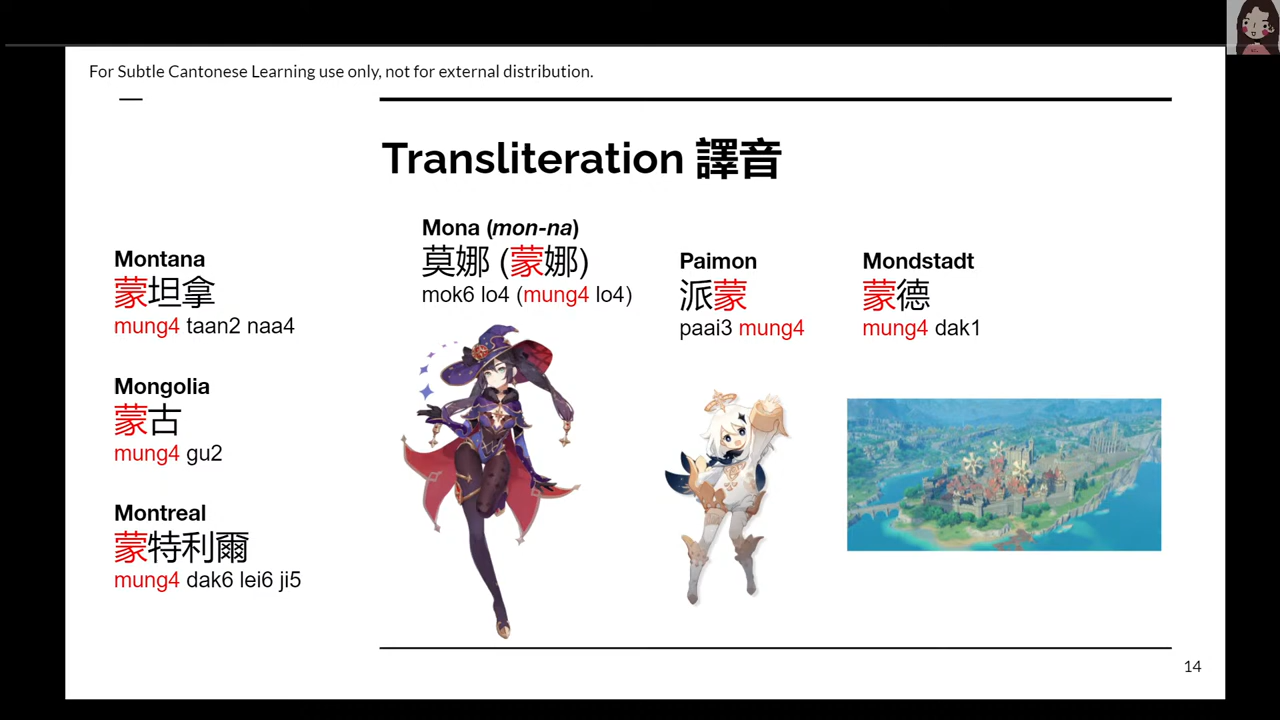 For Subtle Cantonese Learning use only, not for external distribution.
Transliteration 譯音
Montana
蒙坦拿
mung4 taan2 naa4
Mongolia
蒙古
mung4 gu2
Montreal
蒙特利爾
mung4 dak6 lei6 ji5
Mona (mon-na)
莫娜 (蒙娜)
mok6 lo4 (mung4 lo4)
Paimon
派蒙
paai3 mung4
Mondstadt
蒙德
mung4 dak1
14